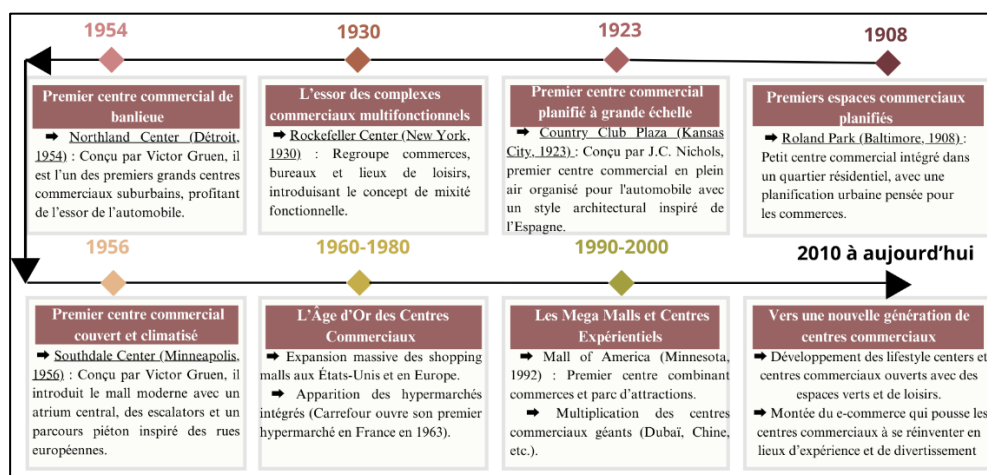 1954
Premier centre commercial de
banlieue
➡ Northland Center (Détroit,
1954) : Conçu par Victor Gruen, il
est l'un des premiers grands centres
commerciaux suburbains, profitant
de l'essor de l'automobile.
1930
L'essor des complexes
commerciaux multifonctionnels
➡ Rockefeller Center (New York,
1930) : Regroupe commerces,
bureaux et lieux de loisirs,
introduisant le concept de mixité
fonctionnelle.
1923
Premier centre commercial
planifié à grande échelle
➡ Country Club Plaza (Kansas
City, 1923) : Conçu par J.C. Nichols,
premier centre commercial en plein
air organisé pour l'automobile avec
un style architectural inspiré de
l'Espagne.
1908
Premiers espaces commerciaux
planifiés
➡ Roland Park (Baltimore, 1908) :
Petit centre commercial intégré dans
un quartier résidentiel, avec une
planification urbaine pensée pour
les commerces.
1956
Premier centre commercial
couvert et climatisé
➡ Southdale Center (Minneapolis,
1956) : Conçu par Victor Gruen, il
introduit le mall moderne avec un
atrium central, des escalators et un
parcours piéton inspiré des rues
européennes.
1960-1980
L'Âge d'Or des Centres
Commerciaux
➡ Expansion massive des shopping
malls aux États-Unis et en Europe.
➡ Apparition des hypermarchés
intégrés (Carrefour ouvre son premier
hypermarché en France en 1963).
1990-2000
Les Mega Malls et Centres
Expérientiels
➡ Mall of America (Minnesota,
1992) : Premier centre combinant
commerces et parc d'attractions.
➡ Multiplication des centres
commerciaux géants (Dubaï, Chine,
etc.).
2010 à aujourd'hui
Vers une nouvelle génération de
centres commerciaux
➡ Développement des lifestyle centers et
centres commerciaux ouverts avec des
espaces verts et de loisirs.
➡ Montée du e-commerce qui pousse les
centres commerciaux à se réinventer en
lieux d'expérience et de divertissement